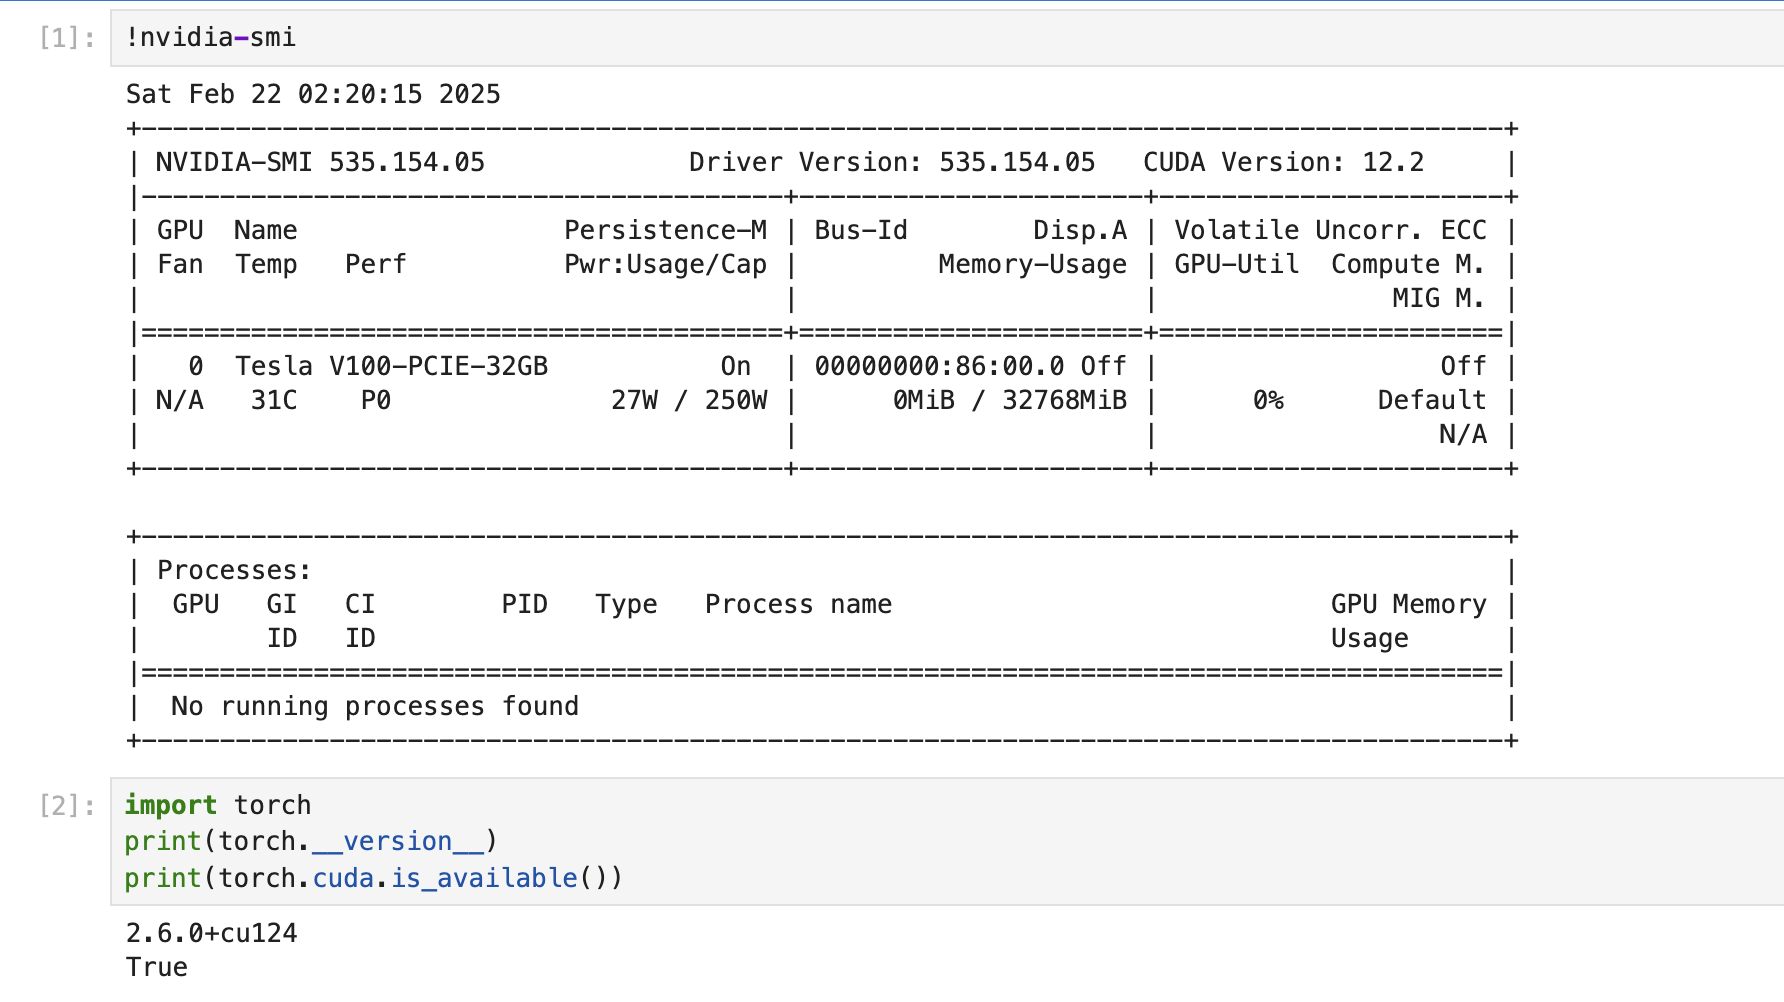 [1]: !nvidia-smi
Sat Feb 22 02:20:15 2025
+---------------------------------------------------------------------------------------+
| NVIDIA-SMI 535.154.05             Driver Version: 535.154.05   CUDA Version: 12.2     |
|-----------------------------------------+----------------------+----------------------+
| GPU  Name                 Persistence-M | Bus-Id        Disp.A | Volatile Uncorr. ECC |
| Fan  Temp   Perf          Pwr:Usage/Cap |         Memory-Usage | GPU-Util  Compute M. |
|                                         |                      |               MIG M. |
|=========================================+======================+======================|
|   0  Tesla V100-PCIE-32GB           On  | 00000000:86:00.0 Off |                  Off |
| N/A   31C    P0              27W / 250W |      0MiB / 32768MiB |      0%      Default |
|                                         |                      |                  N/A |
+-----------------------------------------+----------------------+----------------------+
+---------------------------------------------------------------------------------------+
| Processes:                                                                            |
|  GPU   GI   CI        PID   Type   Process name                            GPU Memory |
|        ID   ID                                                             Usage      |
|=======================================================================================|
|  No running processes found                                                           |
+---------------------------------------------------------------------------------------+
[2]: import torch
print(torch.__version__)
print(torch.cuda.is_available())
2.6.0+cu124
True